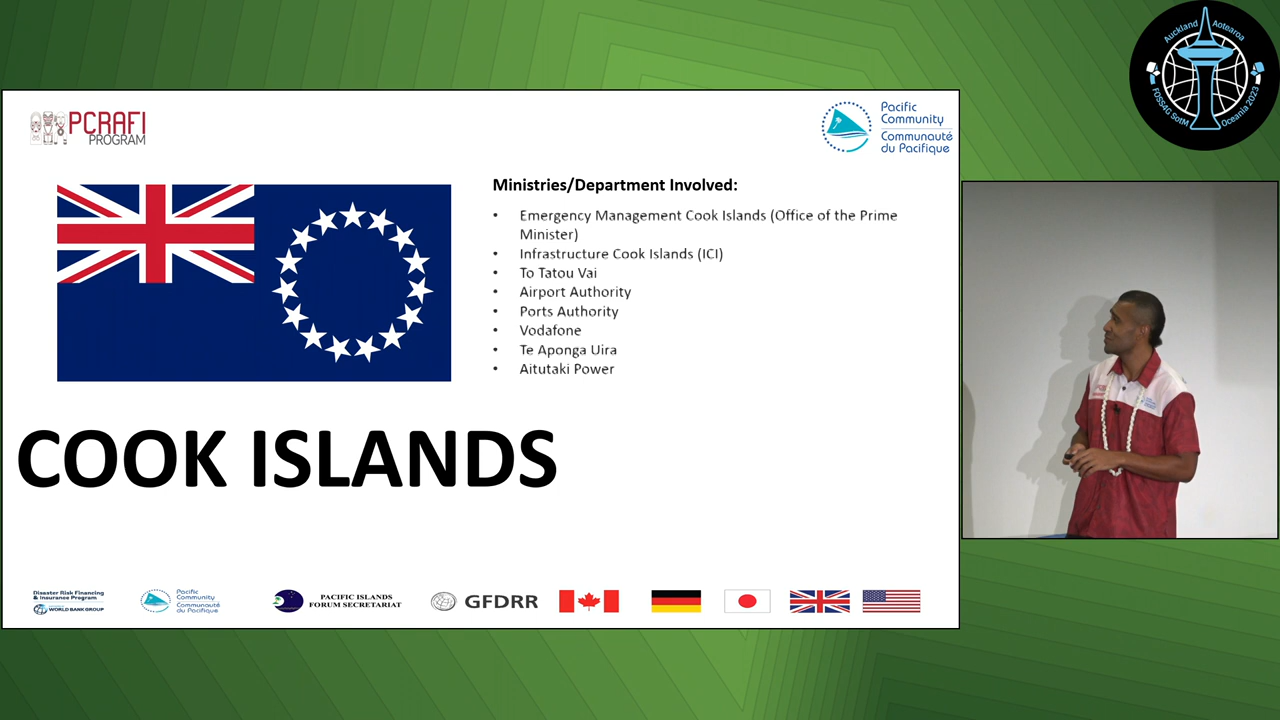 PCRAFI
PROGRAM
Pacific
Community
Communauté
du Pacifique
Auckland Aotearoa
FOSS4G SotM Oceania 2023
Ministries/Department Involved:
• Emergency Management Cook Islands (Office of the Prime
Minister)
• Infrastructure Cook Islands (ICI)
• To Tatou Vai
• Airport Authority
• Ports Authority
• Vodafone
• Te Aponga Uira
• Aitutaki Power
COOK ISLANDS
Disaster Risk Financing
& Insurance Program
WORLD BANK GROUP
Pacific
Community
Communauté
du Pacifique
PACIFIC ISLANDS
FORUM SECRETARIAT
GFDRR